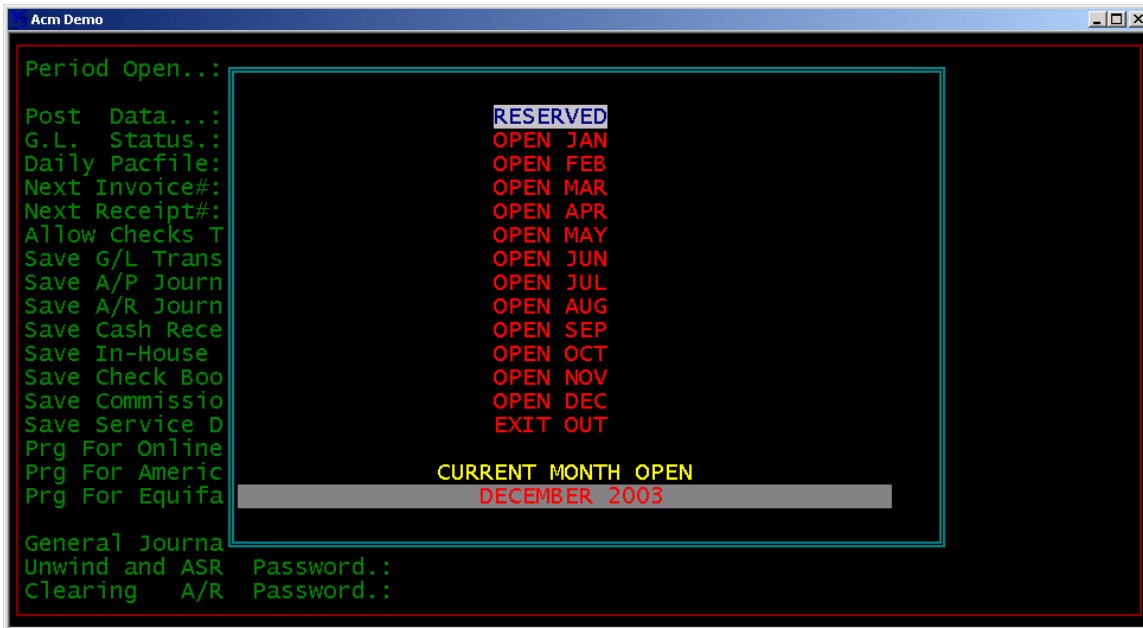 Acm Demo
Period Open..:
Post Data...: RESERVED
G.L. Status.: OPEN JAN
Daily Pacfile: OPEN FEB
Next Invoice#: OPEN MAR
Next Receipt#: OPEN APR
Allow Checks T OPEN MAY
Save G/L Trans OPEN JUN
Save A/P Journ OPEN JUL
Save A/R Journ OPEN AUG
Save Cash Rece OPEN SEP
Save In-House OPEN OCT
Save Check Boo OPEN NOV
Save Commissio OPEN DEC
Save Service D EXIT OUT
Prg For Online
Prg For Americ CURRENT MONTH OPEN
Prg For Equifa DECEMBER 2003
General Journa
Unwind and ASR Password.:
Clearing A/R Password.: